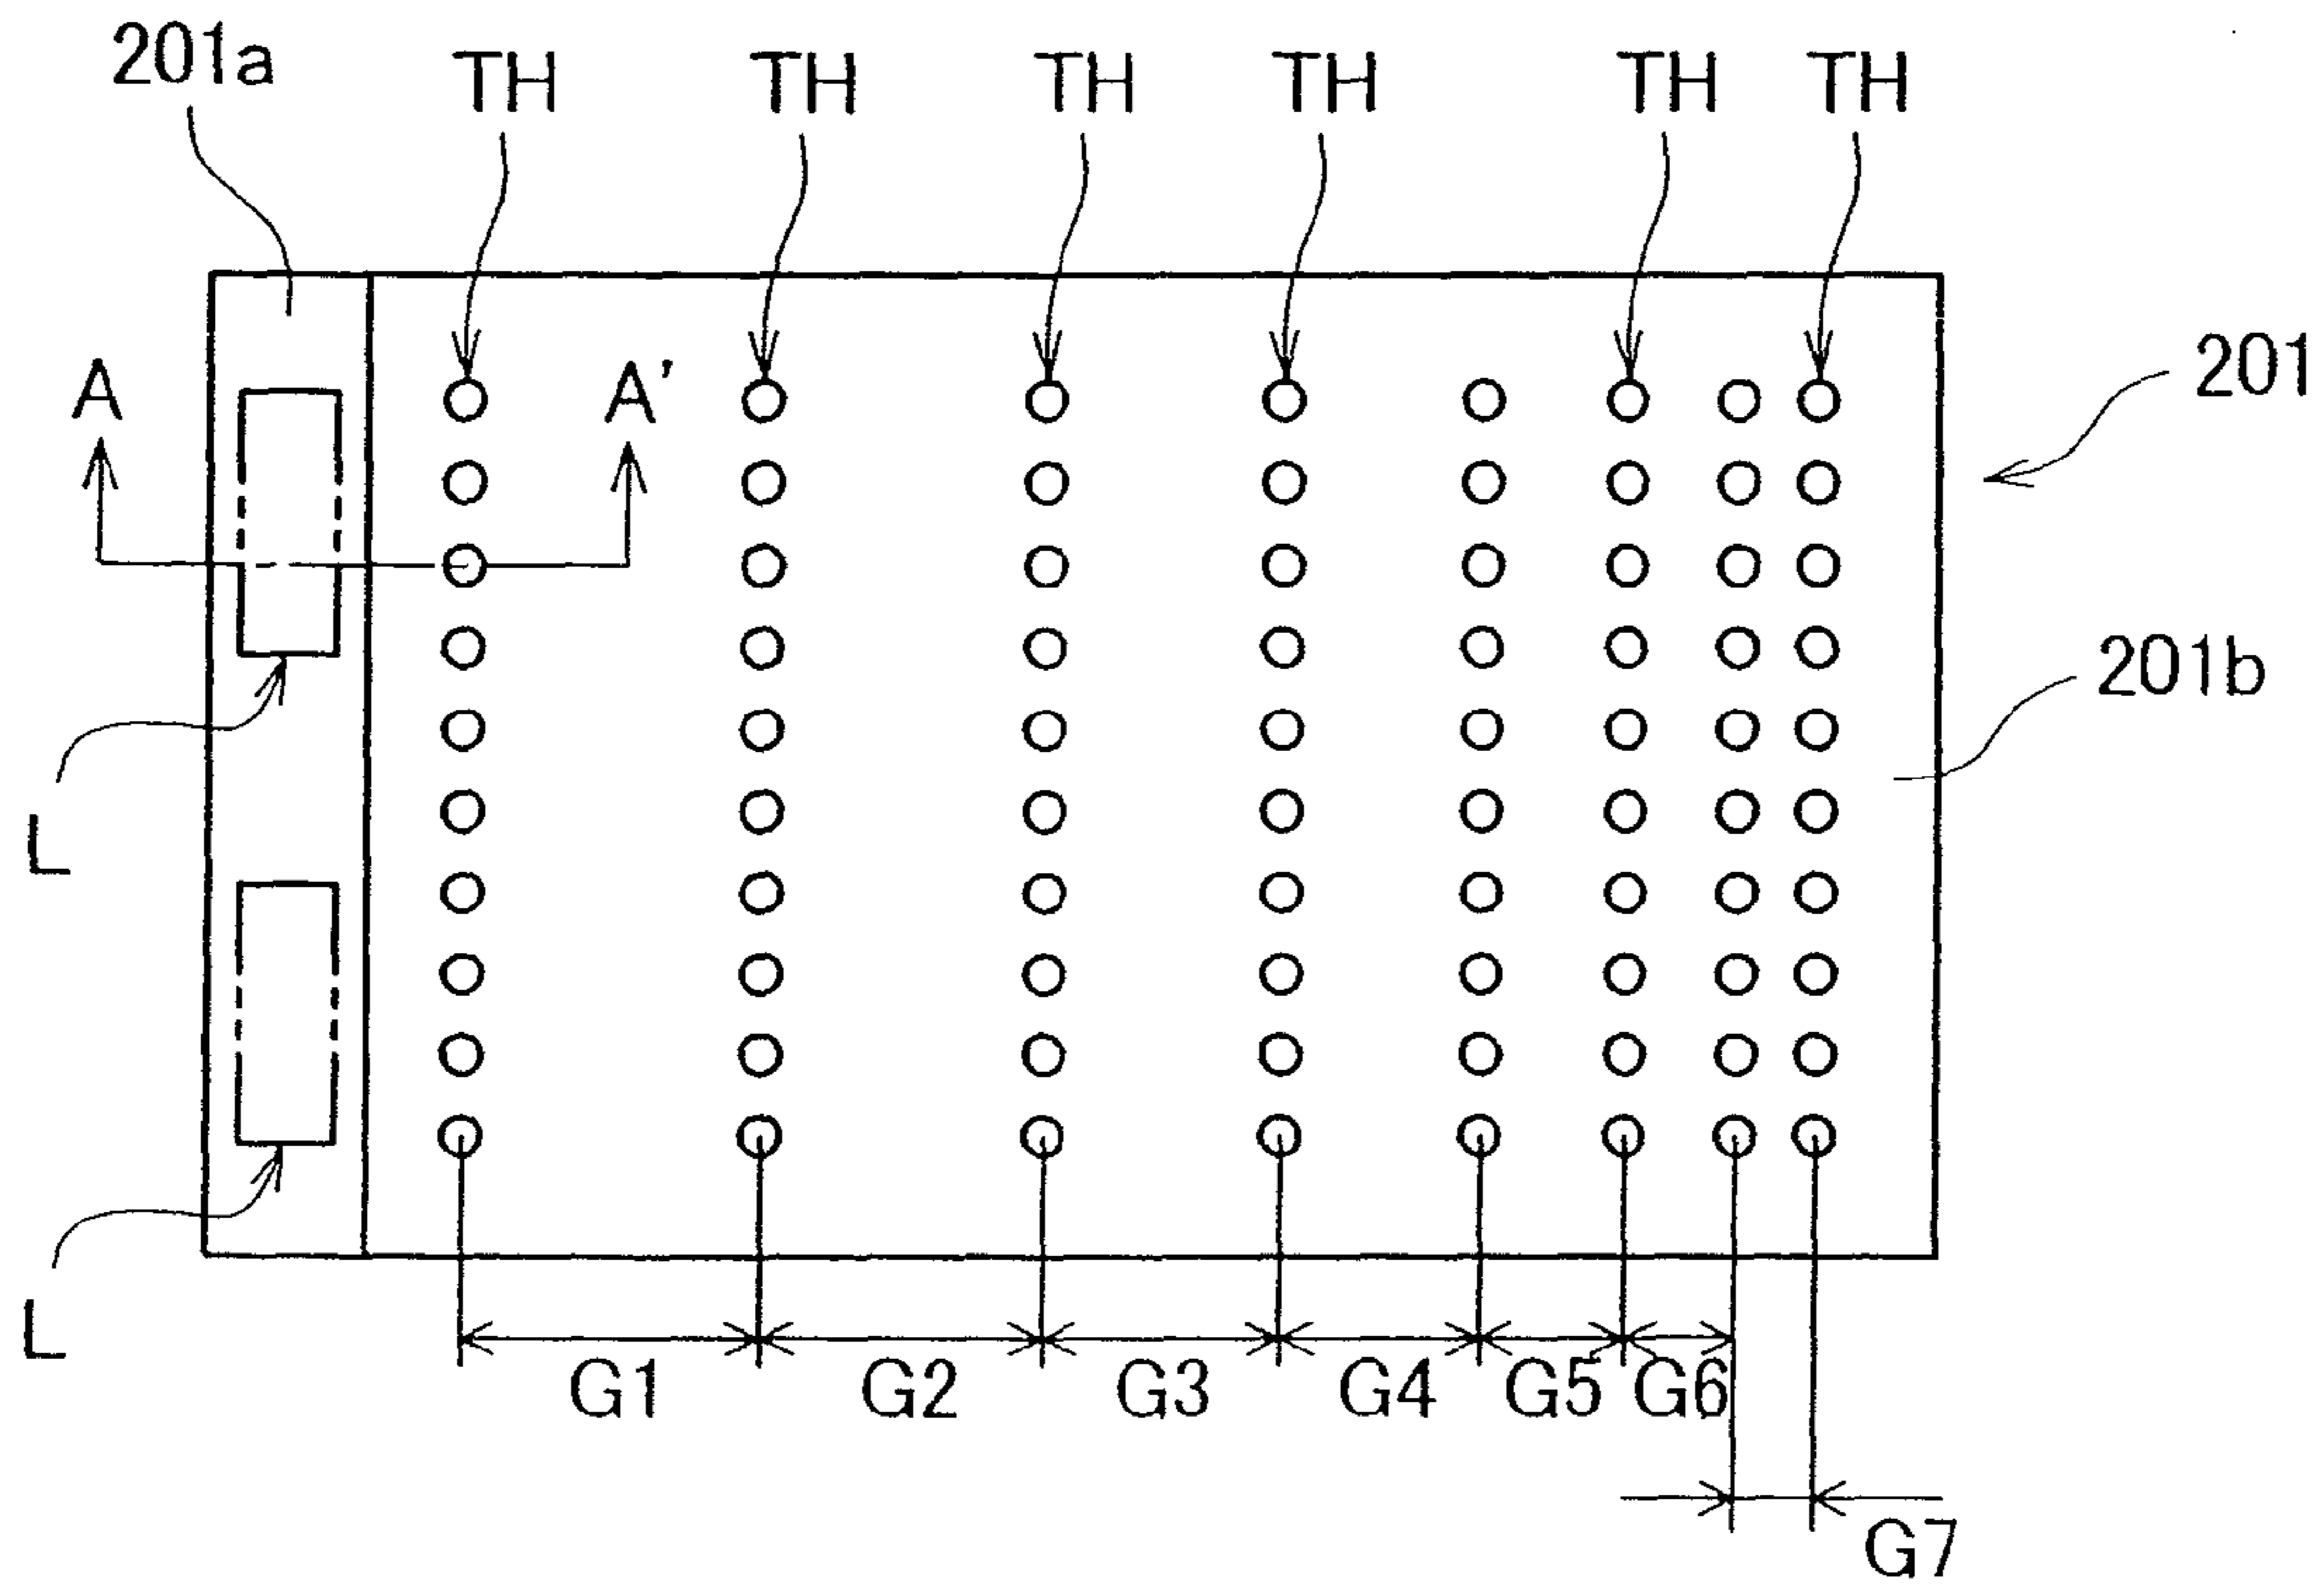 201a TH TH TH TH TH TH
A A' 201
201b
L
L
G1 G2 G3 G4 G5 G6
G7